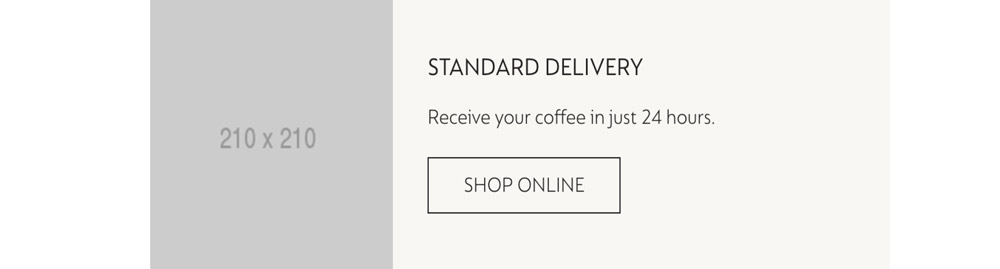 210 x 210
STANDARD DELIVERY
Receive your coffee in just 24 hours.
SHOP ONLINE